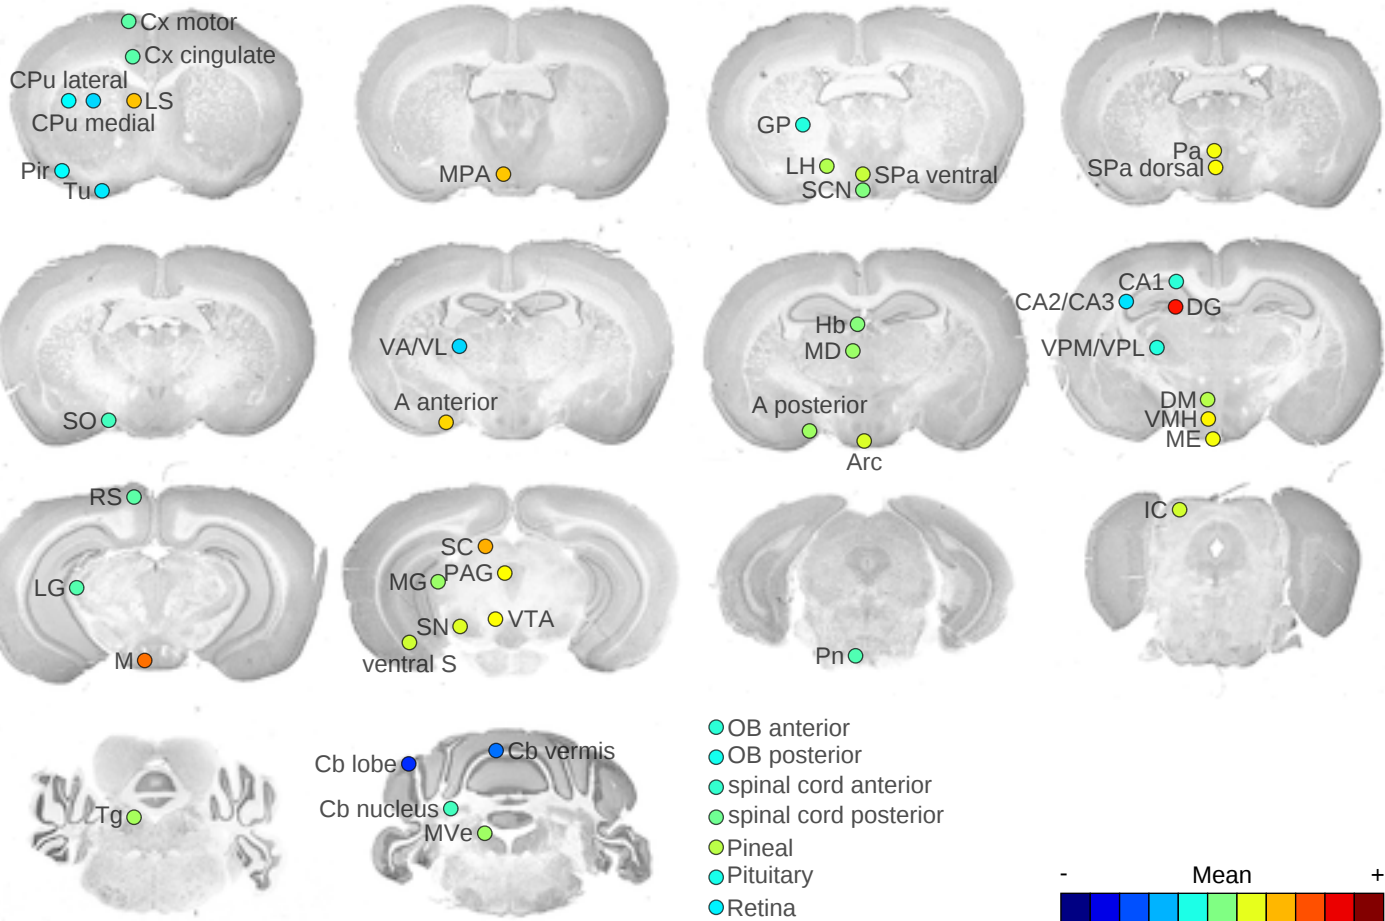 Cx motor
Cx cingulate
CPu lateral
LS
CPu medial
Pir
Tu
MPA
GP
LH
SPa ventral
SCN
Pa
SPa dorsal
SO
VA/VL
A anterior
Hb
MD
A posterior
Arc
CA1
CA2/CA3
DG
VPM/VPL
DM
VMH
ME
RS
LG
M
SC
PAG
MG
VTA
SN
ventral S
Pn
IC
Tg
Cb lobe
Cb vermis
Cb nucleus
MVe
OB anterior
OB posterior
spinal cord anterior
spinal cord posterior
Pineal
Pituitary
Retina
- Mean +